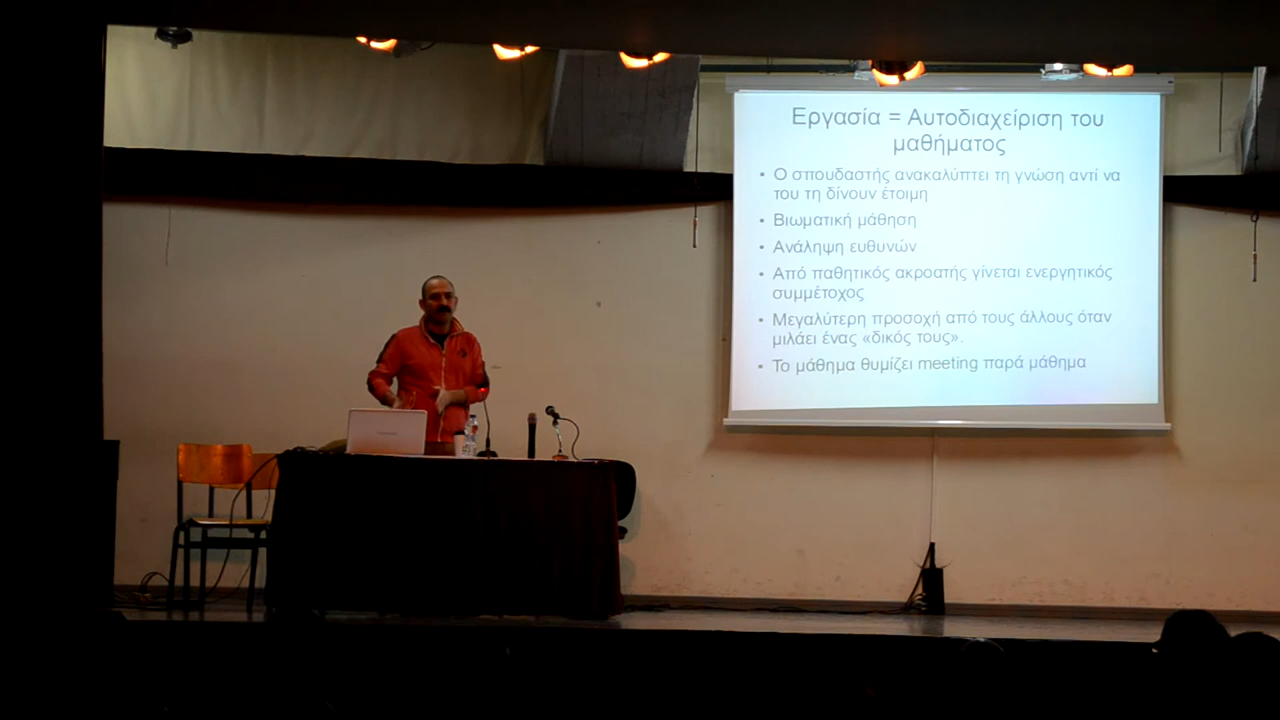 Εργασία = Αυτοδιαχείριση του
μαθήματος
• Ο σπουδαστής ανακαλύπτει τη γνώση αντί να
του τη δίνουν έτοιμη
• Βιωματική μάθηση
• Ανάληψη ευθυνών
• Από παθητικός ακροατής γίνεται ενεργητικός
συμμέτοχος
• Μεγαλύτερη προσοχή από τους άλλους όταν
μιλάει ένας «δικός τους».
• Το μάθημα θυμίζει meeting παρά μάθημα